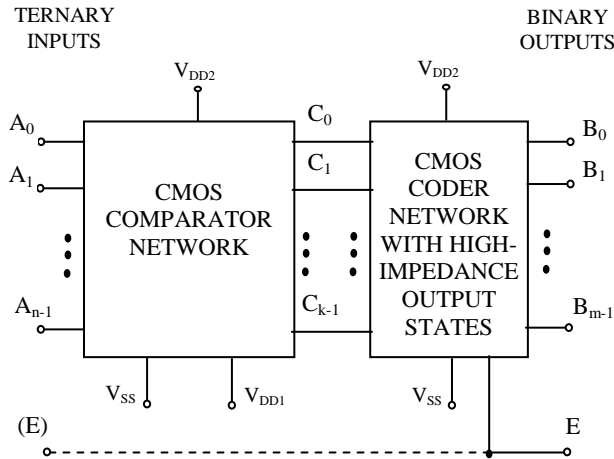 TERNARY
INPUTS
BINARY
OUTPUTS
V_DD2
V_DD2
A_0
C_0
B_0
A_1
C_1
B_1
CMOS
COMPARATOR
NETWORK
CMOS
CODER
NETWORK
WITH HIGH-
IMPEDANCE
OUTPUT
STATES
A_n-1
C_k-1
B_m-1
V_SS
V_DD1
V_SS
(E)
E